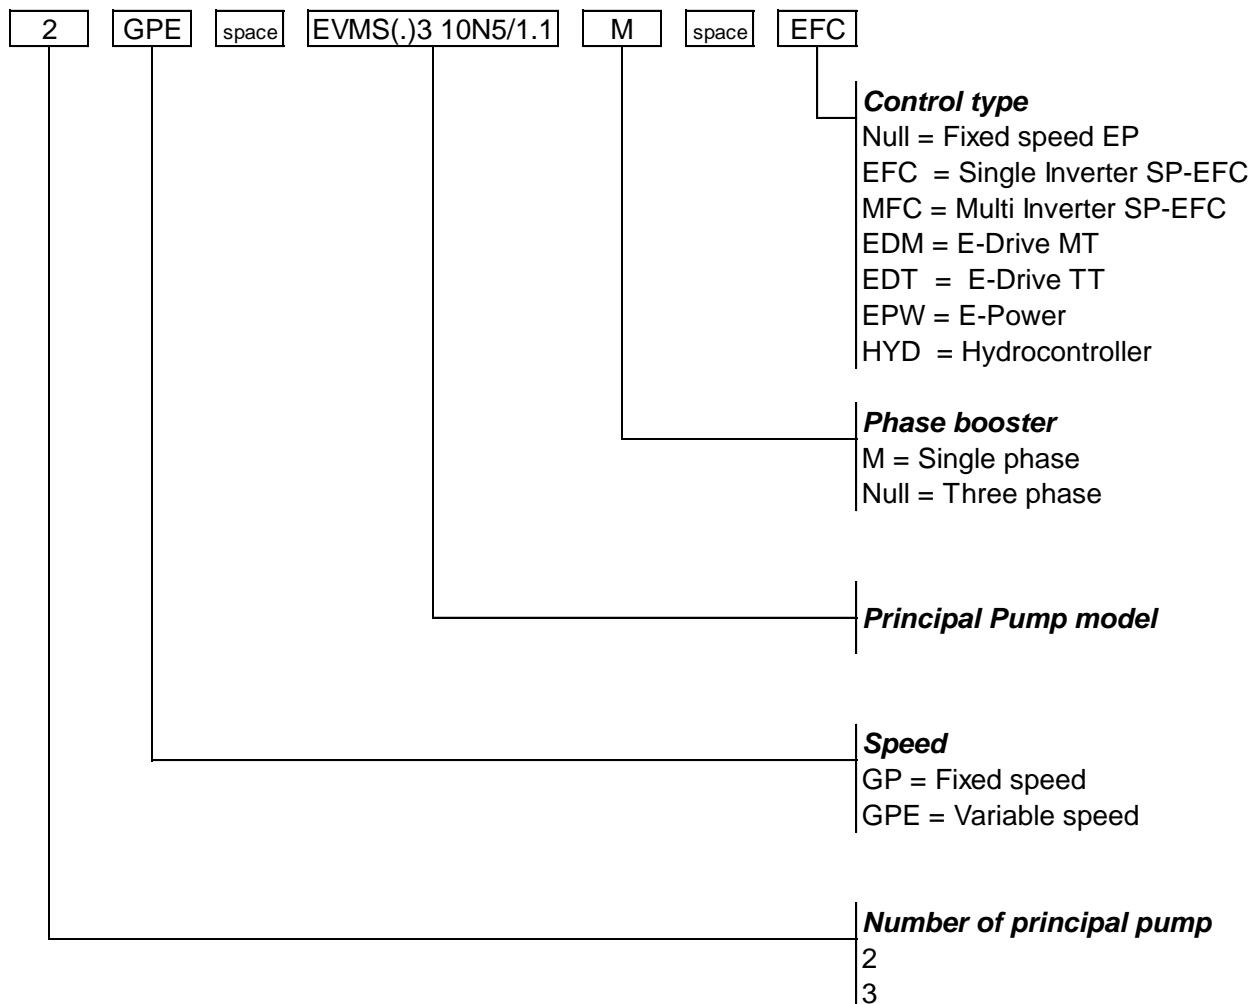 2 GPE space EVMS(.)3 10N5/1.1 M space EFC
Control type
Null = Fixed speed EP
EFC = Single Inverter SP-EFC
MFC = Multi Inverter SP-EFC
EDM = E-Drive MT
EDT = E-Drive TT
EPW = E-Power
HYD = Hydrocontroller
Phase booster
M = Single phase
Null = Three phase
Principal Pump model
Speed
GP = Fixed speed
GPE = Variable speed
Number of principal pump
2
3